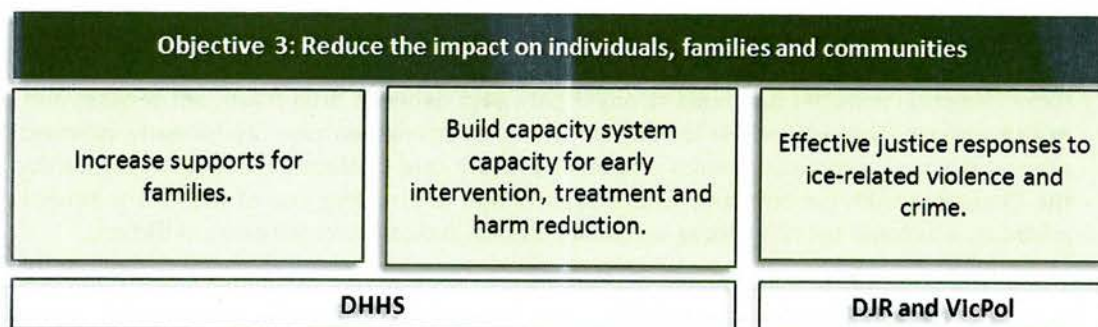 Objective 3: Reduce the impact on individuals, families and communities
Increase supports for
families.
Build capacity system
capacity for early
intervention, treatment and
harm reduction.
Effective justice responses to
ice-related violence and
crime.
DHHS
DJR and VicPol